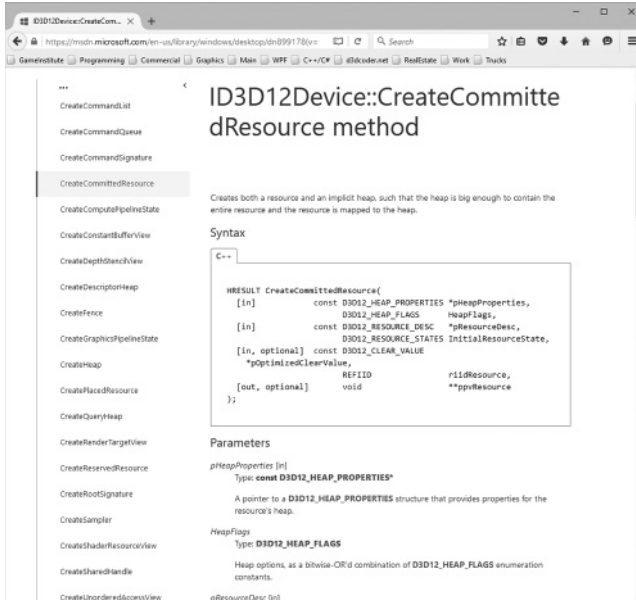 ID3D12Device::CreateCom...
https://msdn.microsoft.com/en-us/library/windows/desktop/dn899178(v=
Search
GameInstitute Programming Commercial Graphics Main WPF C++/C# d3dcoder.net RealEstate Work Trucks
...
CreateCommandList
CreateCommandQueue
CreateCommandSignature
CreateCommittedResource
CreateComputePipelineState
CreateConstantBufferView
CreateDepthStencilView
CreateDescriptorHeap
CreateFence
CreateGraphicsPipelineState
CreateHeap
CreatePlacedResource
CreateQueryHeap
CreateRenderTargetView
CreateReservedResource
CreateRootSignature
CreateSampler
CreateShaderResourceView
CreateSharedHandle
CreateUnorderedAccessView
ID3D12Device::CreateCommitte
dResource method
Creates both a resource and an implicit heap, such that the heap is big enough to contain the
entire resource and the resource is mapped to the heap.
Syntax
C++
HRESULT CreateCommittedResource(
[in] const D3D12_HEAP_PROPERTIES *pHeapProperties,
D3D12_HEAP_FLAGS HeapFlags,
[in] const D3D12_RESOURCE_DESC *pResourceDesc,
D3D12_RESOURCE_STATES InitialResourceState,
[in, optional] const D3D12_CLEAR_VALUE
*pOptimizedClearValue,
REFIID riidResource,
[out, optional] void **ppvResource
);
Parameters
pHeapProperties [in]
Type: const D3D12_HEAP_PROPERTIES*
A pointer to a D3D12_HEAP_PROPERTIES structure that provides properties for the
resource's heap.
HeapFlags
Type: D3D12_HEAP_FLAGS
Heap options, as a bitwise-OR'd combination of D3D12_HEAP_FLAGS enumeration
constants.
pResourceDesc [in]